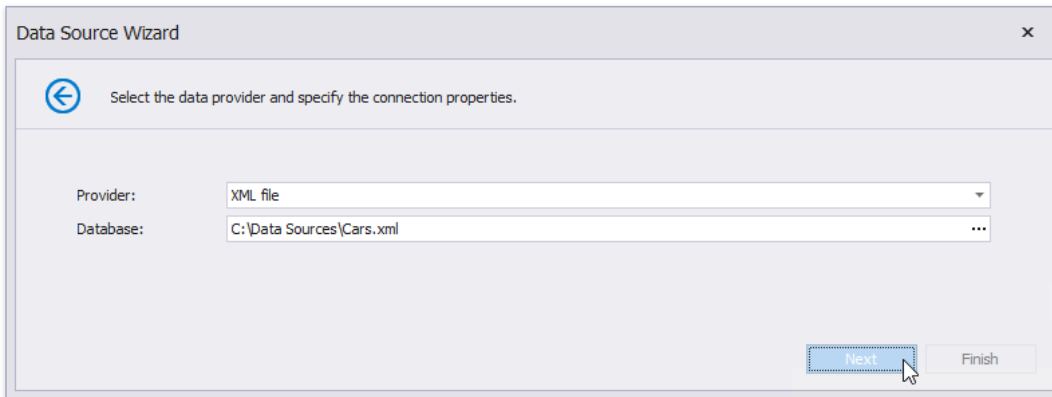 Data Source Wizard
Select the data provider and specify the connection properties.
Provider: XML file
Database: C:\Data Sources\Cars.xml ...
Next Finish